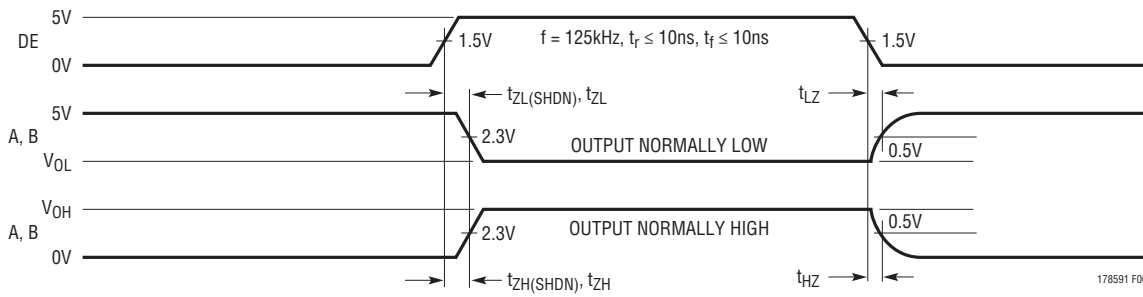 5V
DE
0V
1.5V
f = 125kHz, tr ≤ 10ns, tf ≤ 10ns
1.5V
tZL(SHDN), tZL
tLZ
5V
A, B
VOL
2.3V
OUTPUT NORMALLY LOW
0.5V
VOH
A, B
0V
2.3V
OUTPUT NORMALLY HIGH
0.5V
tZH(SHDN), tZH
tHZ